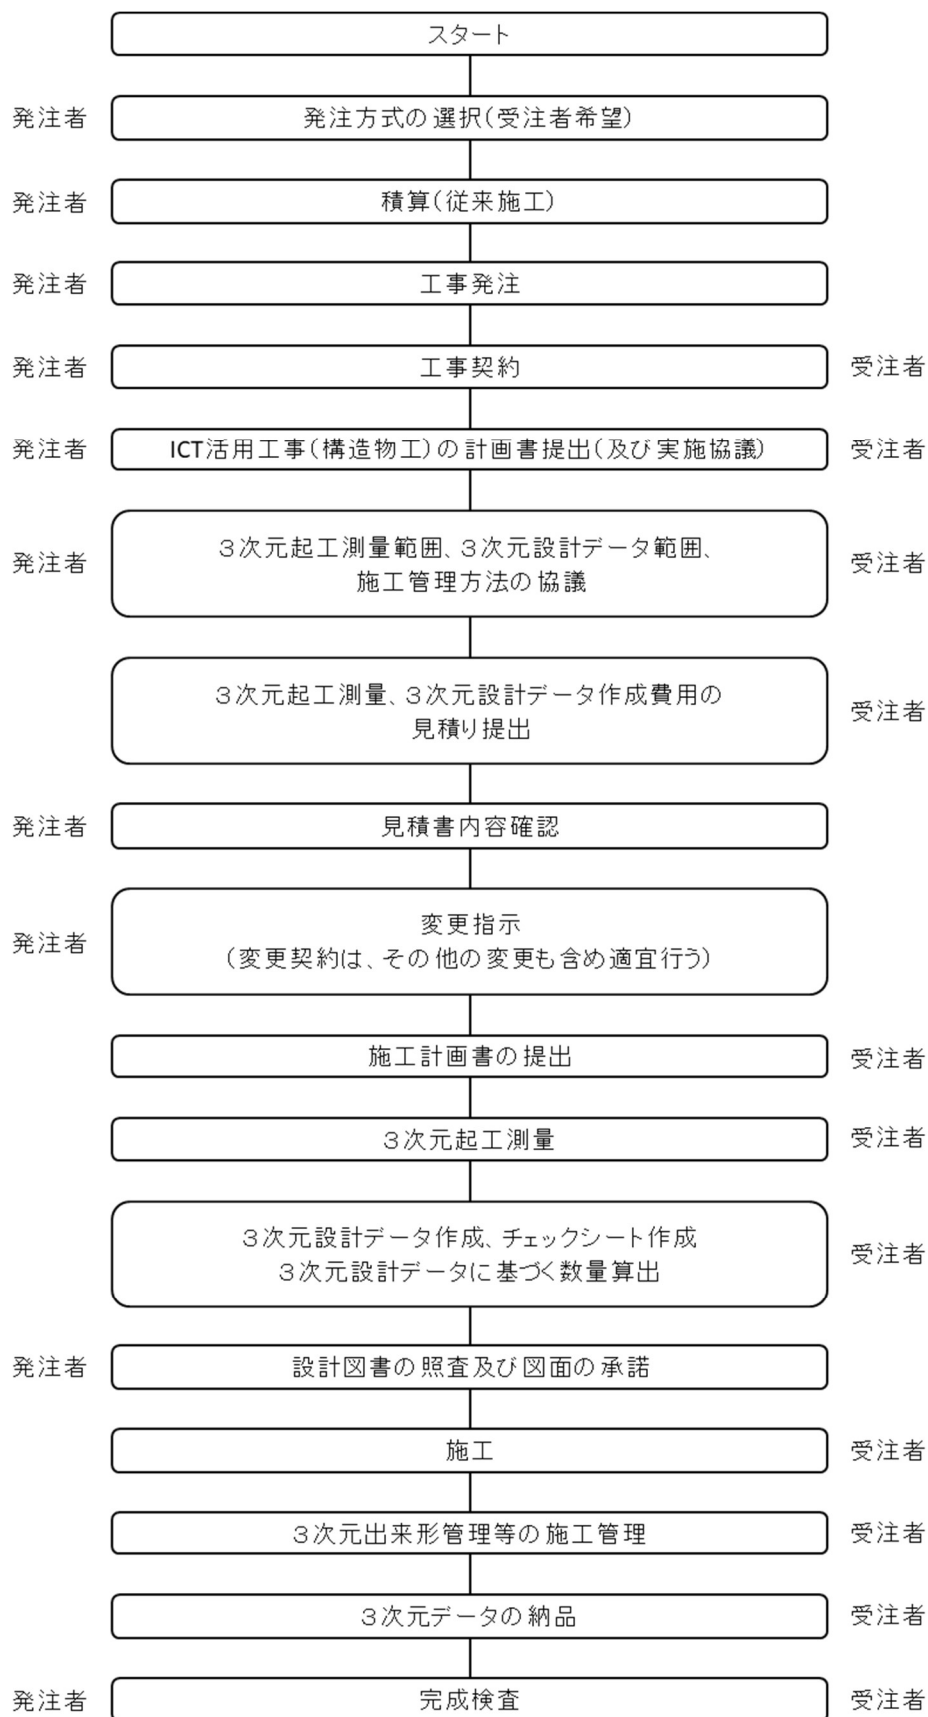 スタート
発注者 発注方式の選択(受注者希望)
発注者 積算(従来施工)
発注者 工事発注
発注者 工事契約 受注者
発注者 ICT活用工事(構造物工)の計画書提出(及び実施協議) 受注者
３次元起工測量範囲、３次元設計データ範囲、
発注者 施工管理方法の協議 受注者
３次元起工測量、３次元設計データ作成費用の
見積り提出 受注者
発注者 見積書内容確認
変更指示
発注者 (変更契約は、その他の変更も含め適宜行う)
施工計画書の提出 受注者
３次元起工測量 受注者
３次元設計データ作成、チェックシート作成
３次元設計データに基づく数量算出 受注者
発注者 設計図書の照査及び図面の承諾
施工 受注者
３次元出来形管理等の施工管理 受注者
３次元データの納品 受注者
発注者 完成検査 受注者